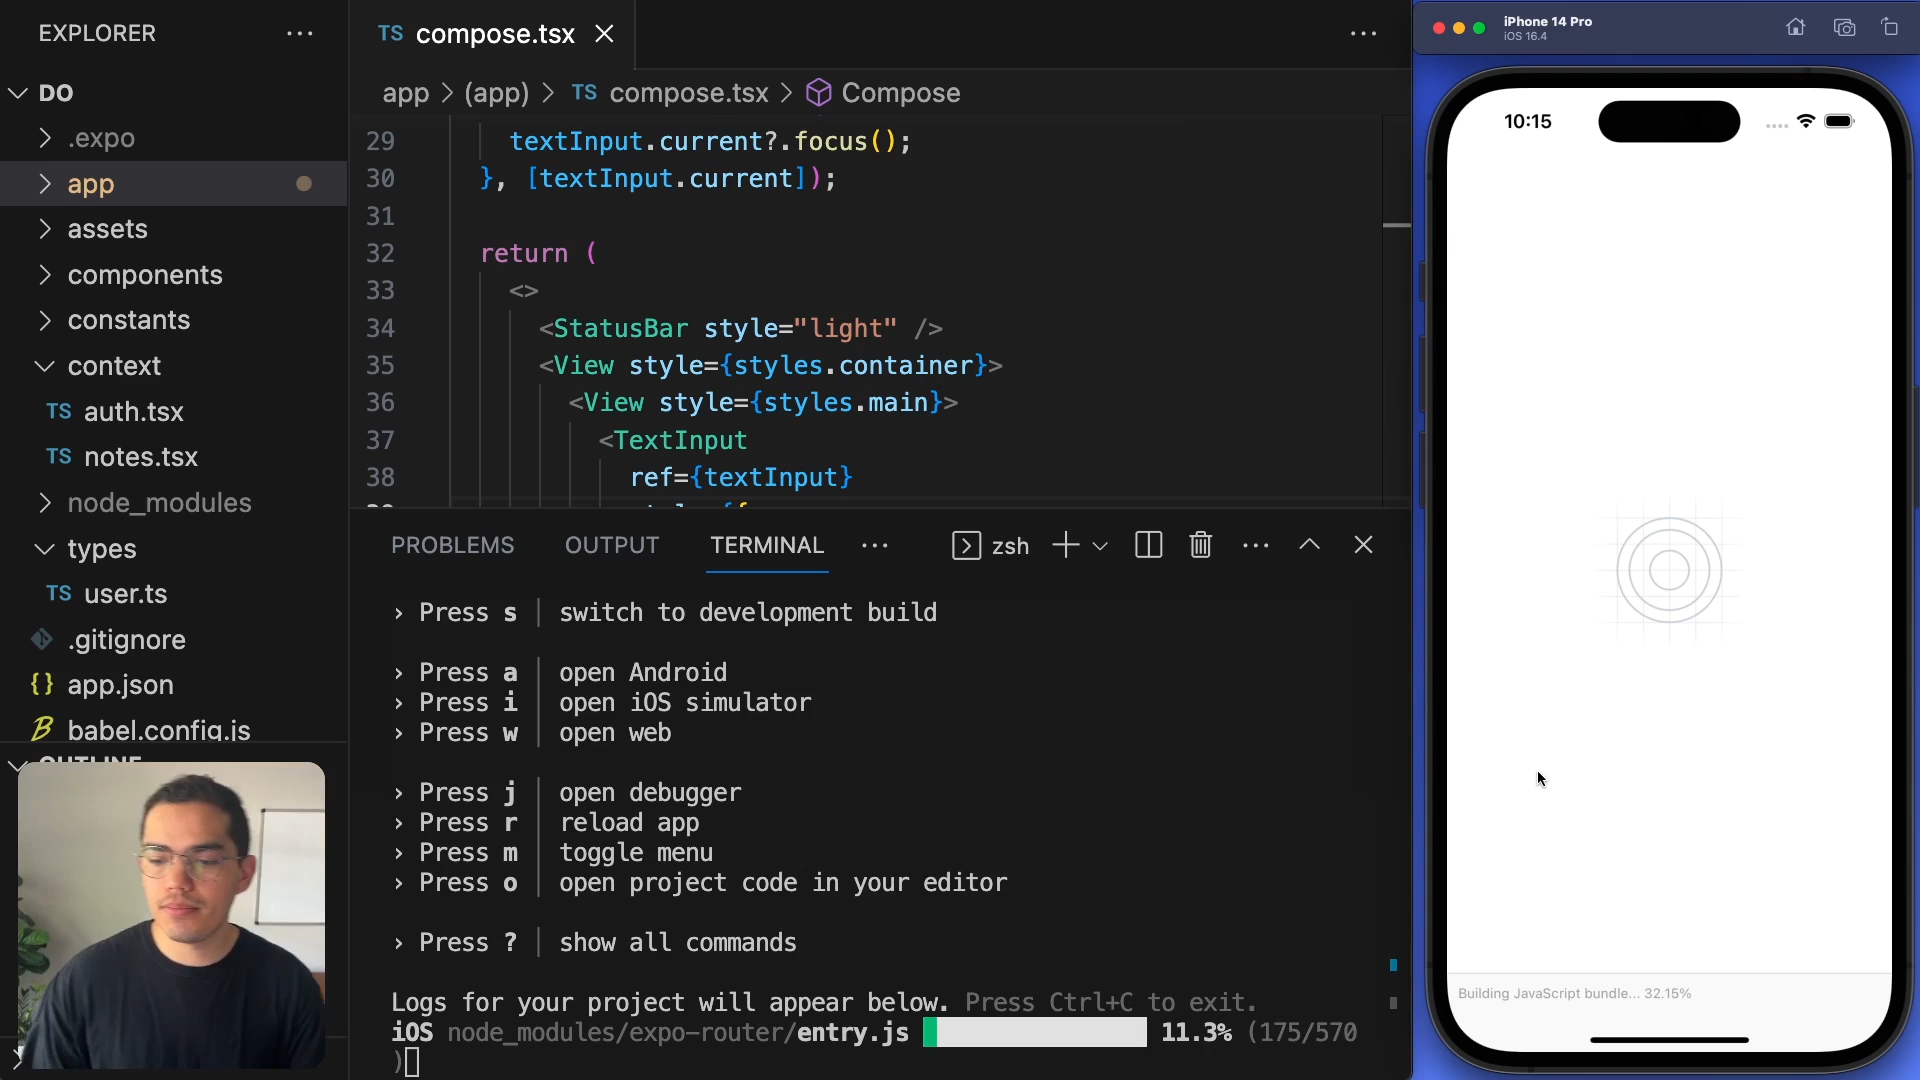 EXPLORER
DO
.expo
app
assets
components
constants
context
TS auth.tsx
TS notes.tsx
node_modules
types
TS user.ts
.gitignore
{} app.json
babel.config.js
OUTLINE
TS compose.tsx
app > (app) > TS compose.tsx > Compose
29 textInput.current?.focus();
30 }, [textInput.current]);
31
32 return (
33 <>
34 <StatusBar style="light" />
35 <View style={styles.container}>
36 <View style={styles.main}>
37 <TextInput
38 ref={textInput}
PROBLEMS OUTPUT TERMINAL zsh
› Press s │ switch to development build
› Press a │ open Android
› Press i │ open iOS simulator
› Press w │ open web
› Press j │ open debugger
› Press r │ reload app
› Press m │ toggle menu
› Press o │ open project code in your editor
› Press ? │ show all commands
Logs for your project will appear below. Press Ctrl+C to exit.
iOS node_modules/expo-router/entry.js 11.3% (175/570
)
iPhone 14 Pro
iOS 16.4
10:15
Building JavaScript bundle... 32.15%